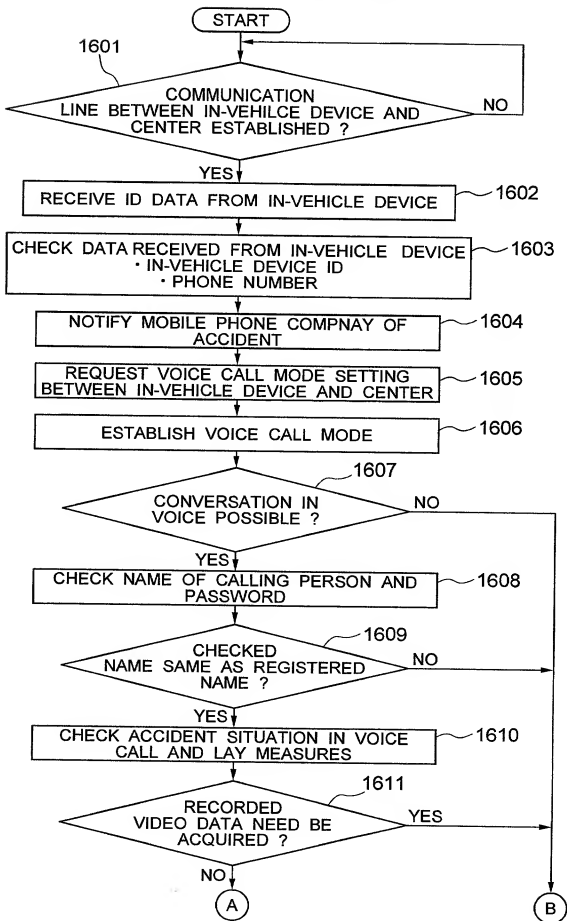 START
1601
COMMUNICATION
LINE BETWEEN IN-VEHILCE DEVICE AND
CENTER ESTABLISHED ?
NO
YES
RECEIVE ID DATA FROM IN-VEHICLE DEVICE
1602
CHECK DATA RECEIVED FROM IN-VEHICLE DEVICE
・IN-VEHICLE DEVICE ID
・PHONE NUMBER
1603
NOTIFY MOBILE PHONE COMPNAY OF
ACCIDENT
1604
REQUEST VOICE CALL MODE SETTING
BETWEEN IN-VEHICLE DEVICE AND CENTER
1605
ESTABLISH VOICE CALL MODE
1606
1607
CONVERSATION IN
VOICE POSSIBLE ?
NO
YES
CHECK NAME OF CALLING PERSON AND
PASSWORD
1608
1609
CHECKED
NAME SAME AS REGISTERED
NAME ?
NO
YES
CHECK ACCIDENT SITUATION IN VOICE
CALL AND LAY MEASURES
1610
1611
RECORDED
VIDEO DATA NEED BE
ACQUIRED ?
YES
NO
A
B